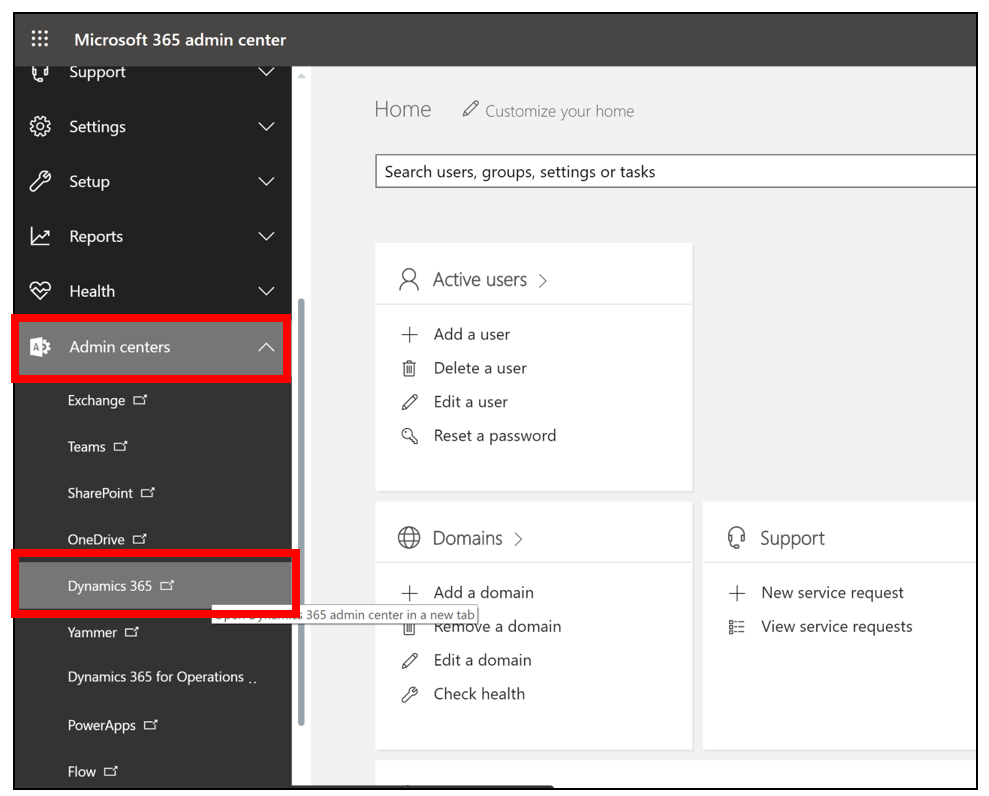 Microsoft 365 admin center
Support
Settings
Setup
Reports
Health
Admin centers
Exchange
Teams
SharePoint
OneDrive
Dynamics 365
Yammer
Dynamics 365 for Operations ..
PowerApps
Flow
Home
Customize your home
Search users, groups, settings or tasks
Active users
Add a user
Delete a user
Edit a user
Reset a password
Domains
Add a domain
365 admin center in a new tab
Remove a domain
Edit a domain
Check health
Support
New service request
View service requests